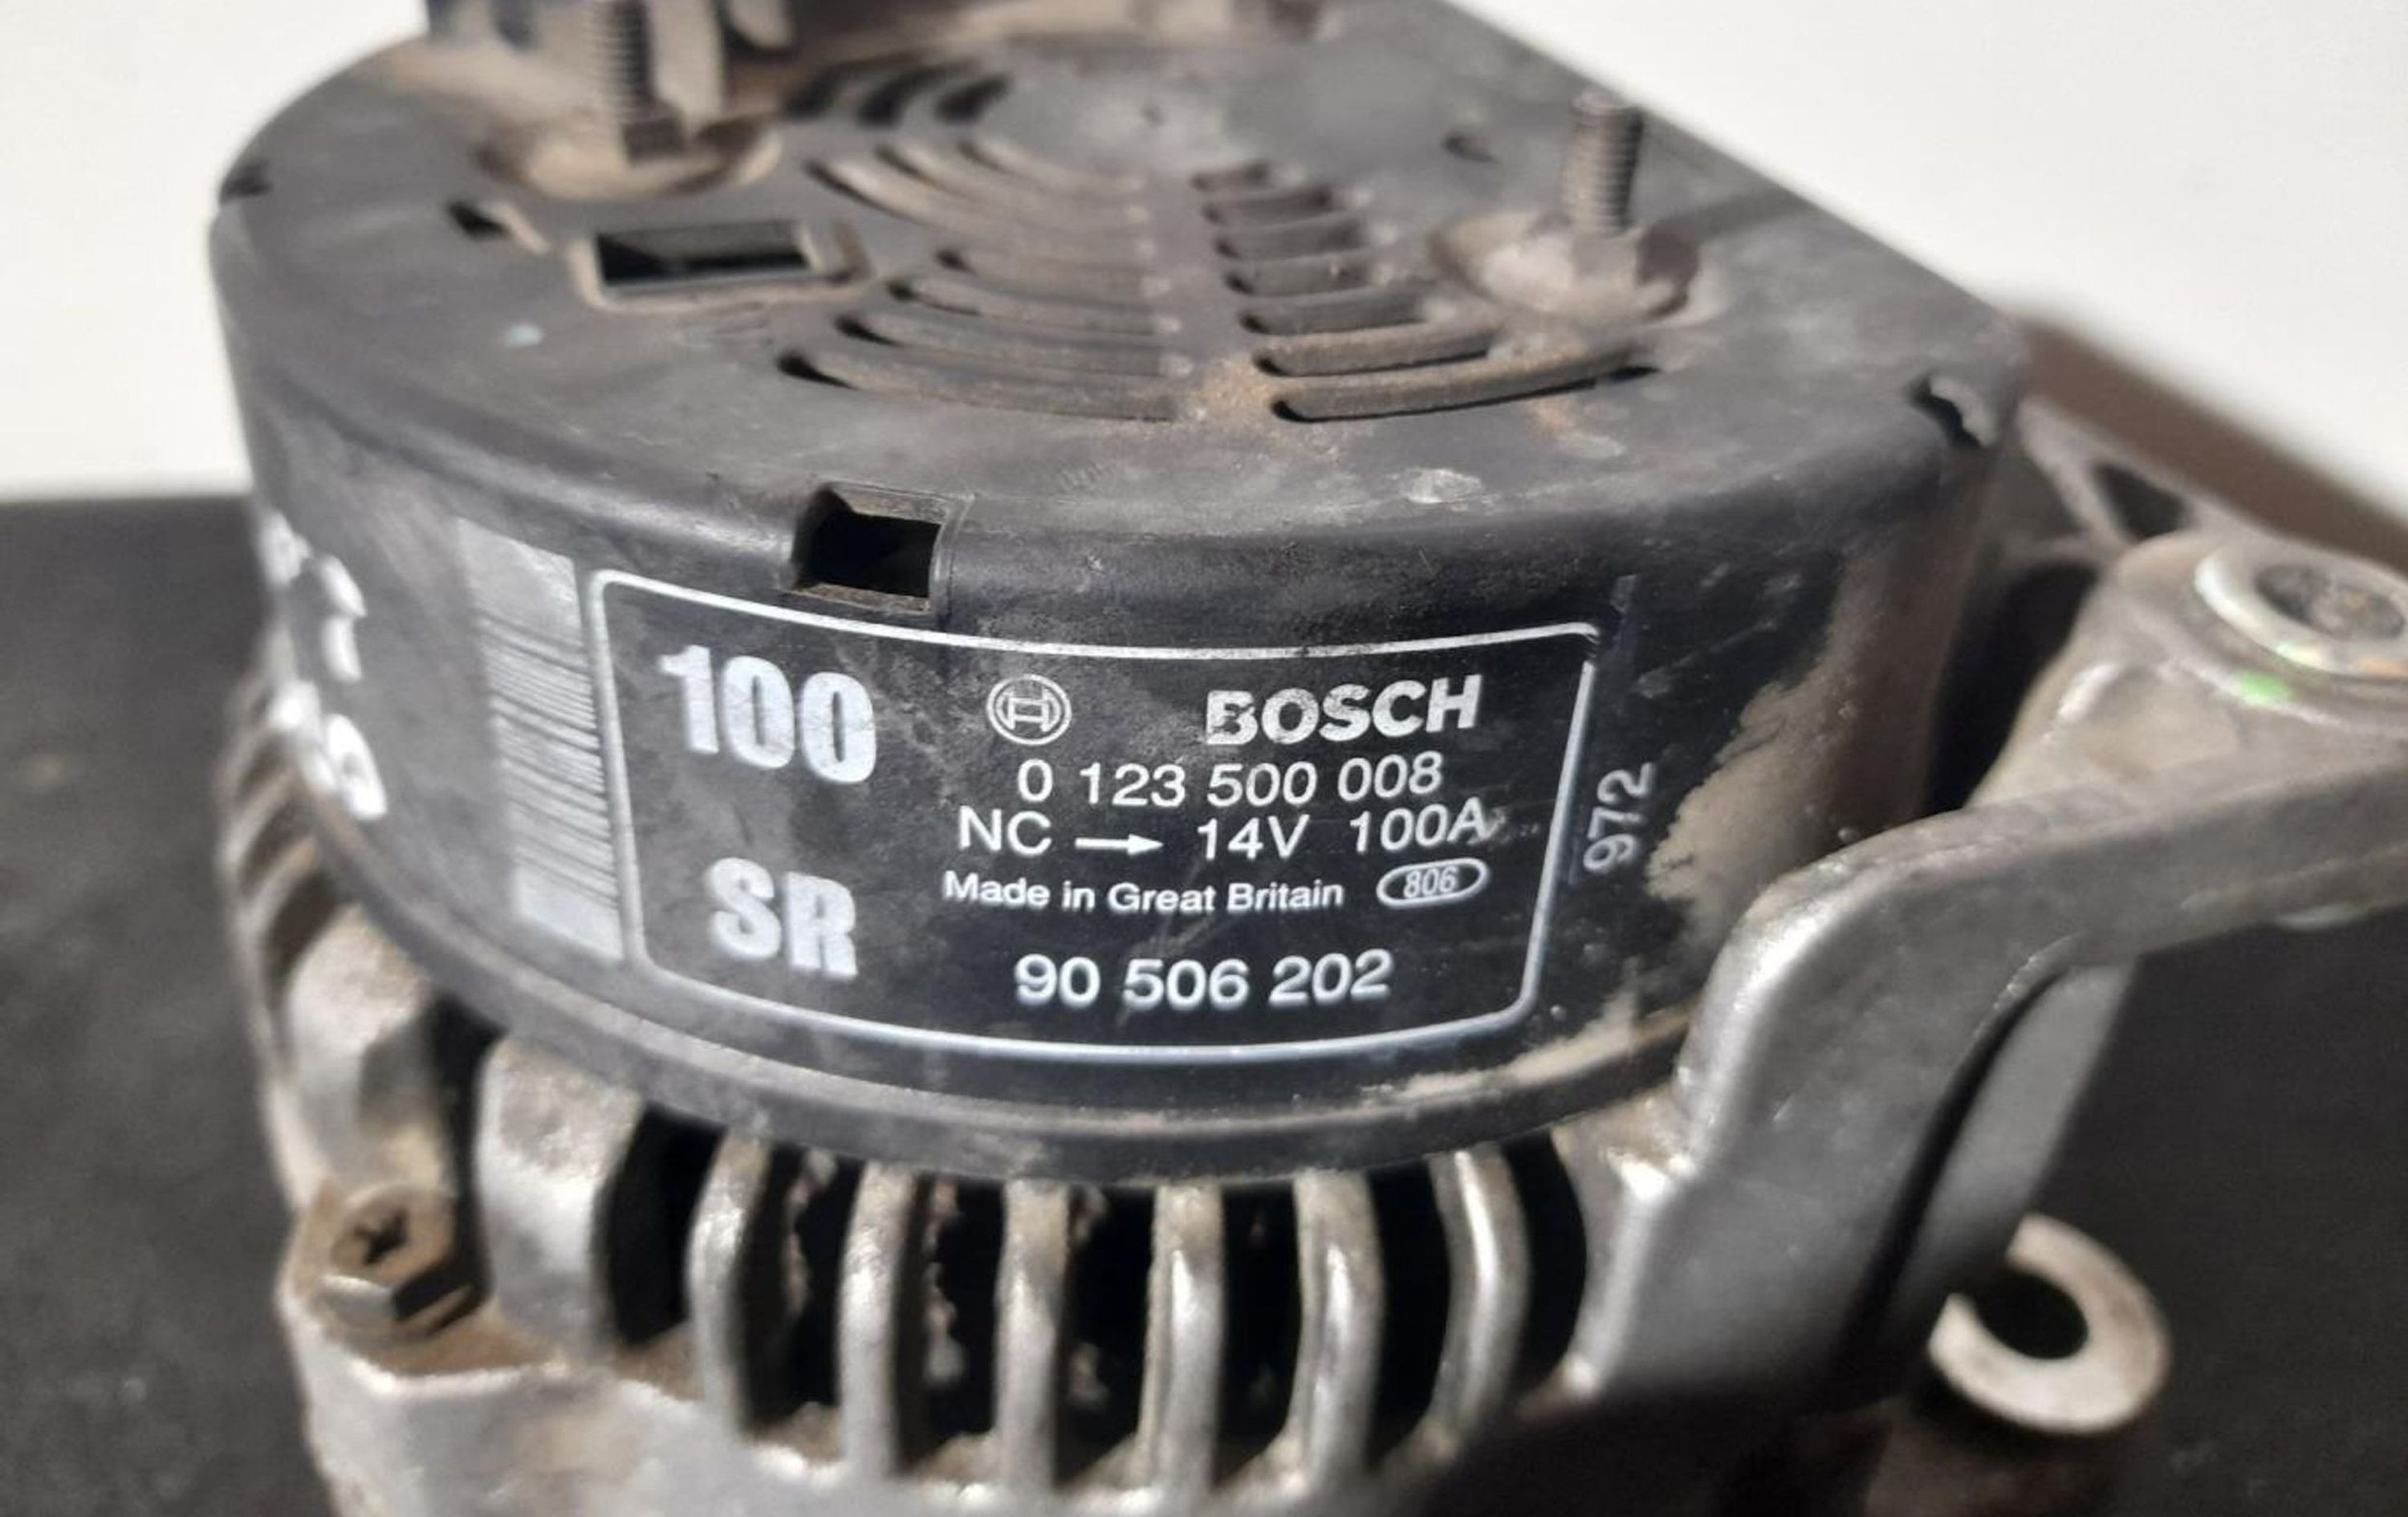 100
BOSCH
0 123 500 008
NC → 14V 100A
Made in Great Britain 806
SR
90 506 202
972